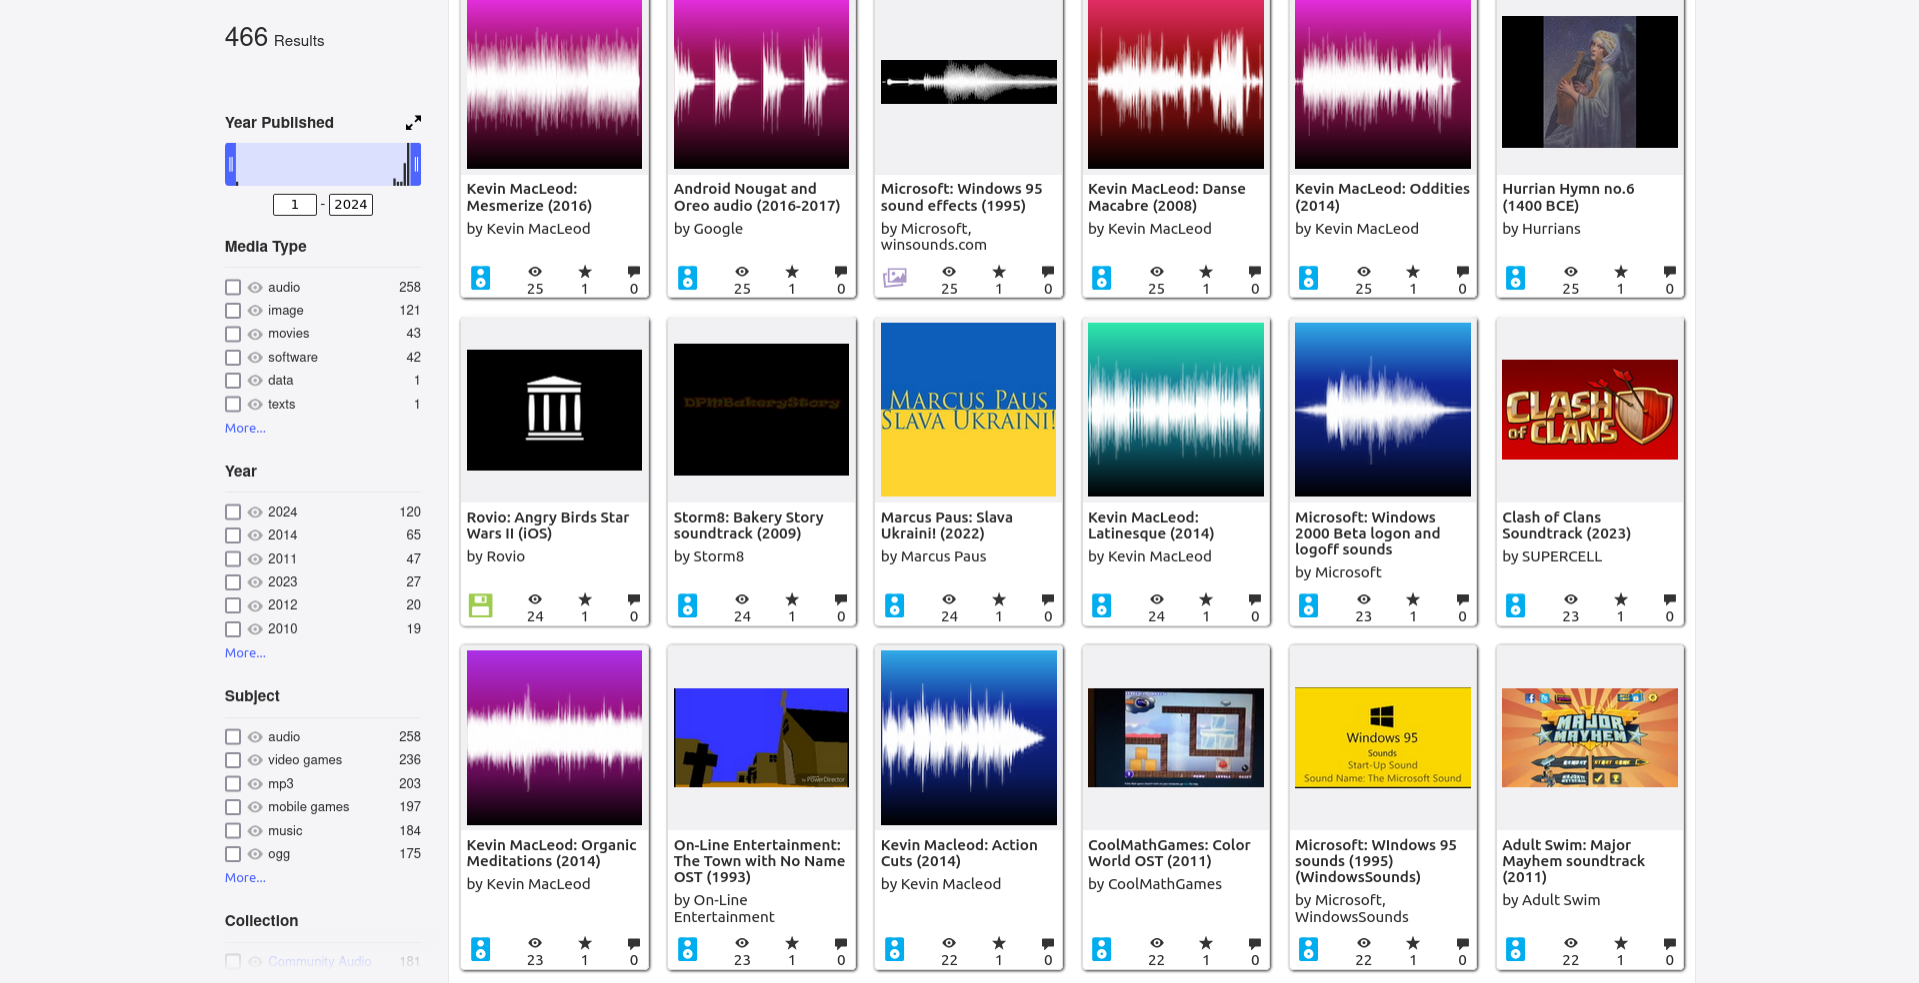 466 Results
Year Published
1 - 2024
Media Type
audio 258
image 121
movies 43
software 42
data 1
texts 1
More...
Year
2024 120
2014 65
2011 47
2023 27
2012 20
2010 19
More...
Subject
audio 258
video games 236
mp3 203
mobile games 197
music 184
ogg 175
More...
Collection
Community Audio 181
Kevin MacLeod:
Mesmerize (2016)
by Kevin MacLeod
25 1 0
Android Nougat and
Oreo audio (2016-2017)
by Google
25 1 0
Microsoft: Windows 95
sound effects (1995)
by Microsoft,
winsounds.com
25 1 0
Kevin MacLeod: Danse
Macabre (2008)
by Kevin MacLeod
25 1 0
Kevin MacLeod: Oddities
(2014)
by Kevin MacLeod
25 1 0
Hurrian Hymn no.6
(1400 BCE)
by Hurrians
25 1 0
Rovio: Angry Birds Star
Wars II (iOS)
by Rovio
24 1 0
DPMBakeryStory
Storm8: Bakery Story
soundtrack (2009)
by Storm8
24 1 0
MARCUS PAUS
SLAVA UKRAINI!
Marcus Paus: Slava
Ukraini! (2022)
by Marcus Paus
24 1 0
Kevin MacLeod:
Latinesque (2014)
by Kevin MacLeod
24 1 0
Microsoft: Windows
2000 Beta logon and
logoff sounds
by Microsoft
23 1 0
CLASH
OF CLANS
Clash of Clans
Soundtrack (2023)
by SUPERCELL
23 1 0
Kevin MacLeod: Organic
Meditations (2014)
by Kevin MacLeod
23 1 0
by PowerDirector
On-Line Entertainment:
The Town with No Name
OST (1993)
by On-Line
Entertainment
23 1 0
Kevin Macleod: Action
Cuts (2014)
by Kevin Macleod
22 1 0
CoolMathGames: Color
World OST (2011)
by CoolMathGames
22 1 0
Windows 95
Sounds
Start-Up Sound
Sound Name: The Microsoft Sound
Microsoft: WIndows 95
sounds (1995)
(WindowsSounds)
by Microsoft,
WindowsSounds
22 1 0
MAJOR
MAYHEM
Adult Swim: Major
Mayhem soundtrack
(2011)
by Adult Swim
22 1 0